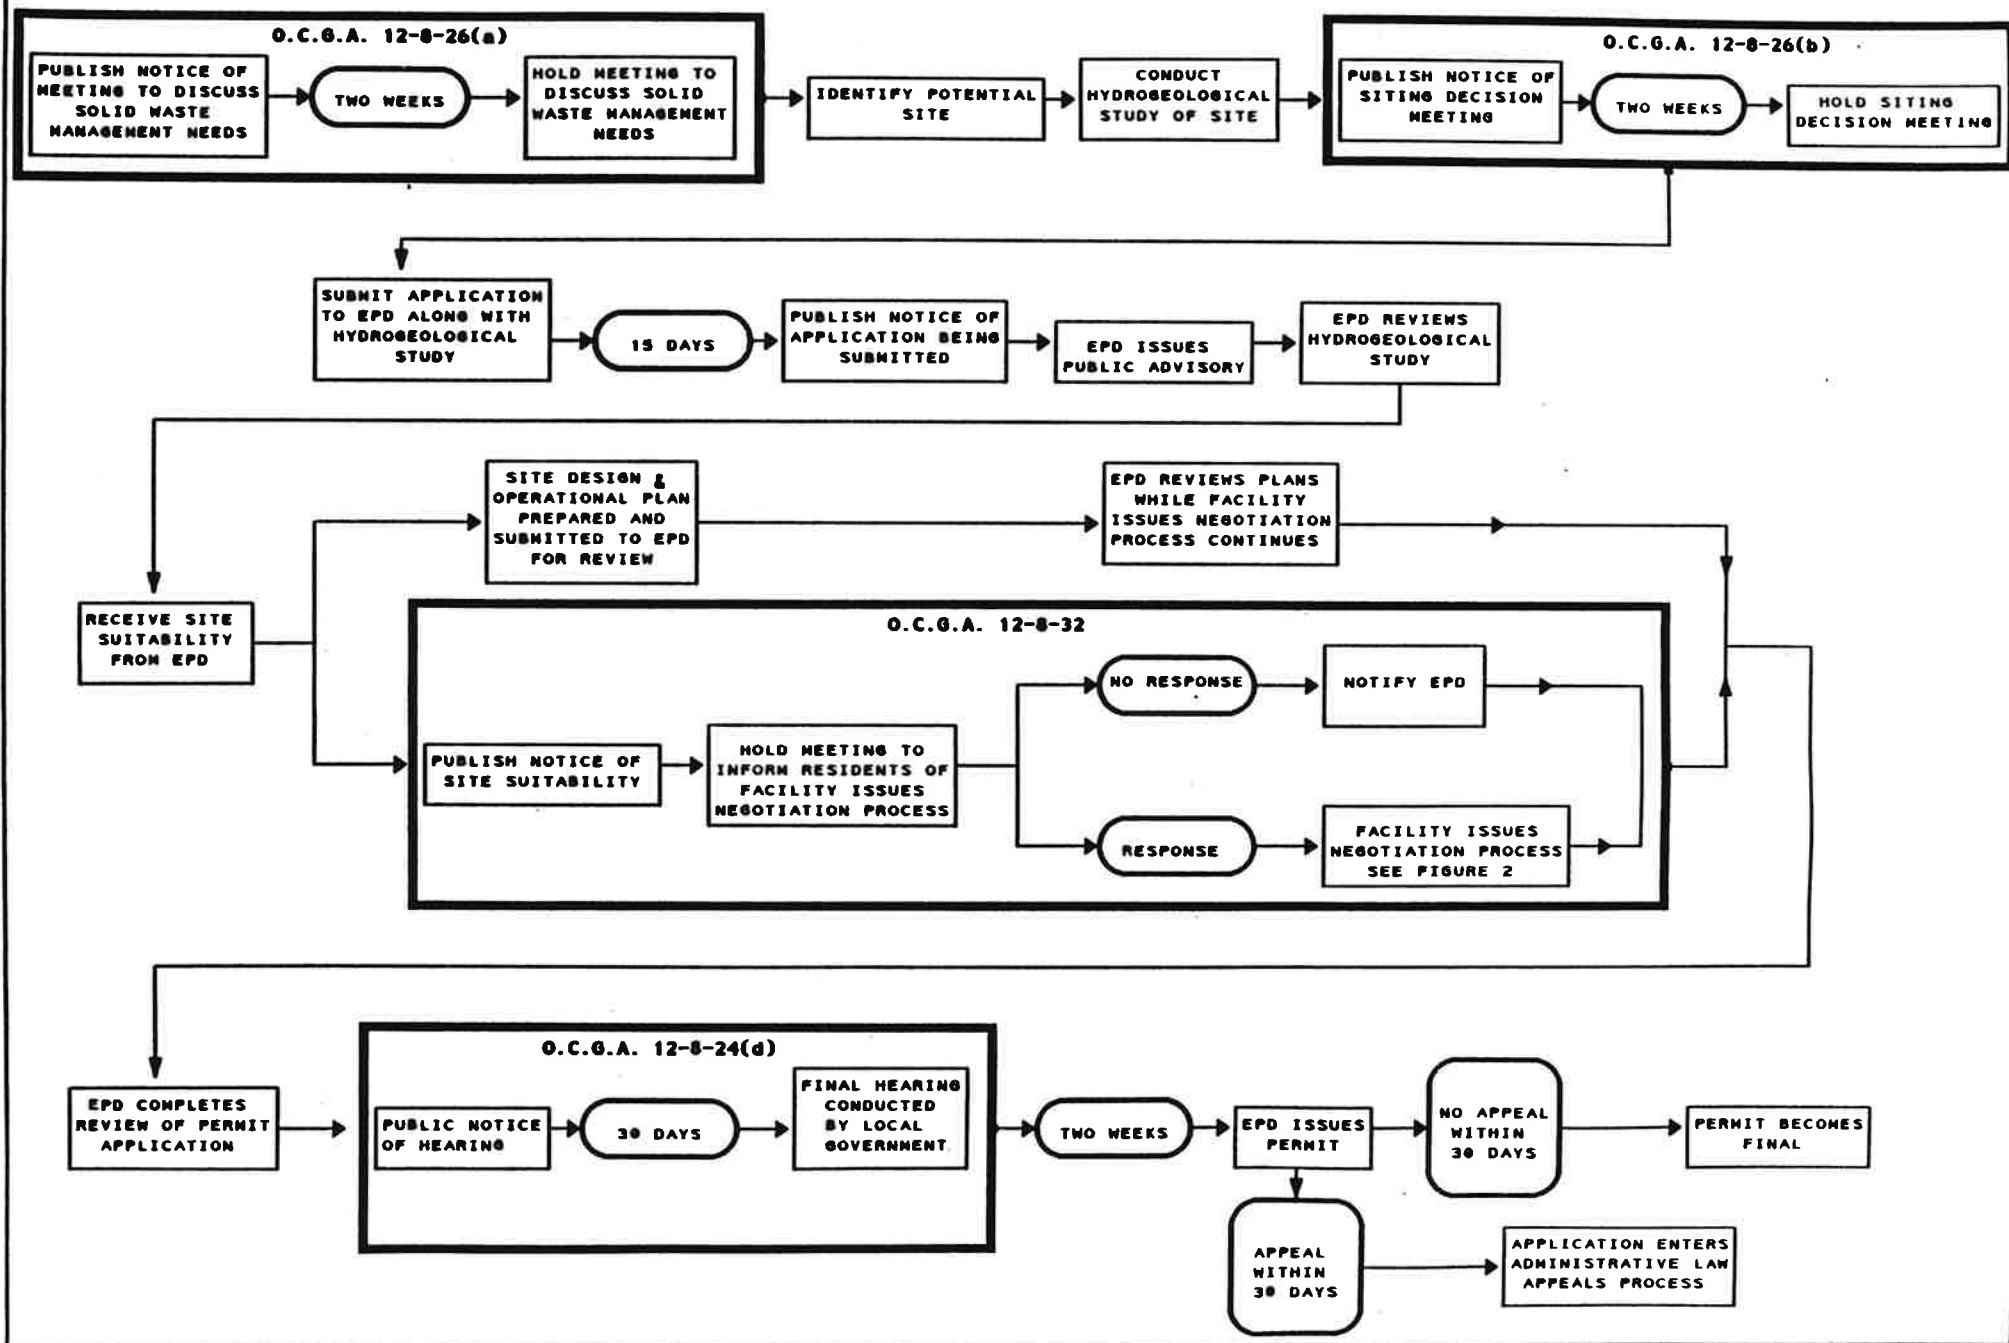 O.C.G.A. 12-8-26(a)
PUBLISH NOTICE OF
MEETING TO DISCUSS
SOLID WASTE
MANAGEMENT NEEDS
TWO WEEKS
HOLD MEETING TO
DISCUSS SOLID
WASTE MANAGEMENT
NEEDS
IDENTIFY POTENTIAL
SITE
CONDUCT
HYDROGEOLOGICAL
STUDY OF SITE
O.C.G.A. 12-8-26(b)
PUBLISH NOTICE OF
SITING DECISION
MEETING
TWO WEEKS
HOLD SITING
DECISION MEETING
SUBMIT APPLICATION
TO EPD ALONG WITH
HYDROGEOLOGICAL
STUDY
15 DAYS
PUBLISH NOTICE OF
APPLICATION BEING
SUBMITTED
EPD ISSUES
PUBLIC ADVISORY
EPD REVIEWS
HYDROGEOLOGICAL
STUDY
RECEIVE SITE
SUITABILITY
FROM EPD
SITE DESIGN &
OPERATIONAL PLAN
PREPARED AND
SUBMITTED TO EPD
FOR REVIEW
EPD REVIEWS PLANS
WHILE FACILITY
ISSUES NEGOTIATION
PROCESS CONTINUES
O.C.G.A. 12-8-32
PUBLISH NOTICE OF
SITE SUITABILITY
HOLD MEETING TO
INFORM RESIDENTS OF
FACILITY ISSUES
NEGOTIATION PROCESS
NO RESPONSE
NOTIFY EPD
RESPONSE
FACILITY ISSUES
NEGOTIATION PROCESS
SEE FIGURE 2
EPD COMPLETES
REVIEW OF PERMIT
APPLICATION
O.C.G.A. 12-8-24(d)
PUBLIC NOTICE
OF HEARING
30 DAYS
FINAL HEARING
CONDUCTED
BY LOCAL
GOVERNMENT
TWO WEEKS
EPD ISSUES
PERMIT
NO APPEAL
WITHIN
30 DAYS
PERMIT BECOMES
FINAL
APPEAL
WITHIN
30 DAYS
APPLICATION ENTERS
ADMINISTRATIVE LAW
APPEALS PROCESS